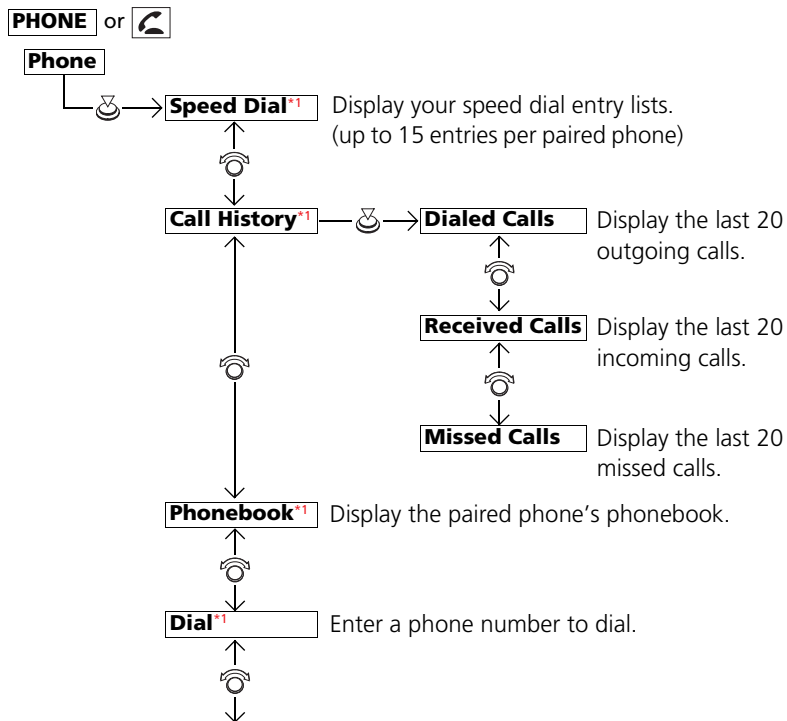 PHONE or
Phone
Speed Dial*1 Display your speed dial entry lists.
(up to 15 entries per paired phone)
Call History*1 Dialed Calls Display the last 20
outgoing calls.
Received Calls Display the last 20
incoming calls.
Missed Calls Display the last 20
missed calls.
Phonebook*1 Display the paired phone’s phonebook.
Dial*1 Enter a phone number to dial.